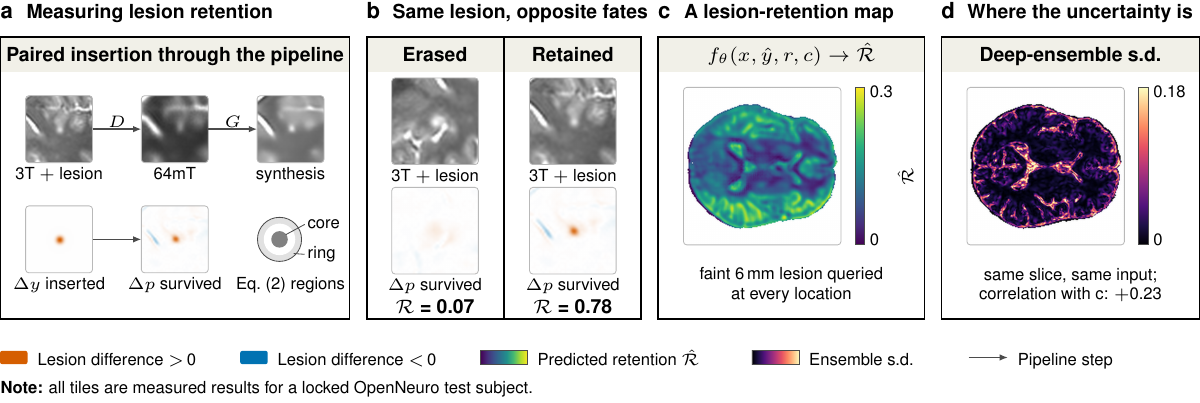 a Measuring lesion retention
Paired insertion through the pipeline
D
G
3T + lesion
64mT
synthesis
core
ring
Δy inserted
Δp survived
Eq. (2) regions
b Same lesion, opposite fates
Erased
Retained
3T + lesion
3T + lesion
Δp survived
Δp survived
ℛ = 0.07
ℛ = 0.78
c A lesion-retention map
f_θ(x, ŷ, r, c) → ℛ̂
0.3
ℛ̂
0
faint 6 mm lesion queried
at every location
d Where the uncertainty is
Deep-ensemble s.d.
0.18
0
same slice, same input;
correlation with c: +0.23
Lesion difference > 0
Lesion difference < 0
Predicted retention ℛ̂
Ensemble s.d.
Pipeline step
Note: all tiles are measured results for a locked OpenNeuro test subject.